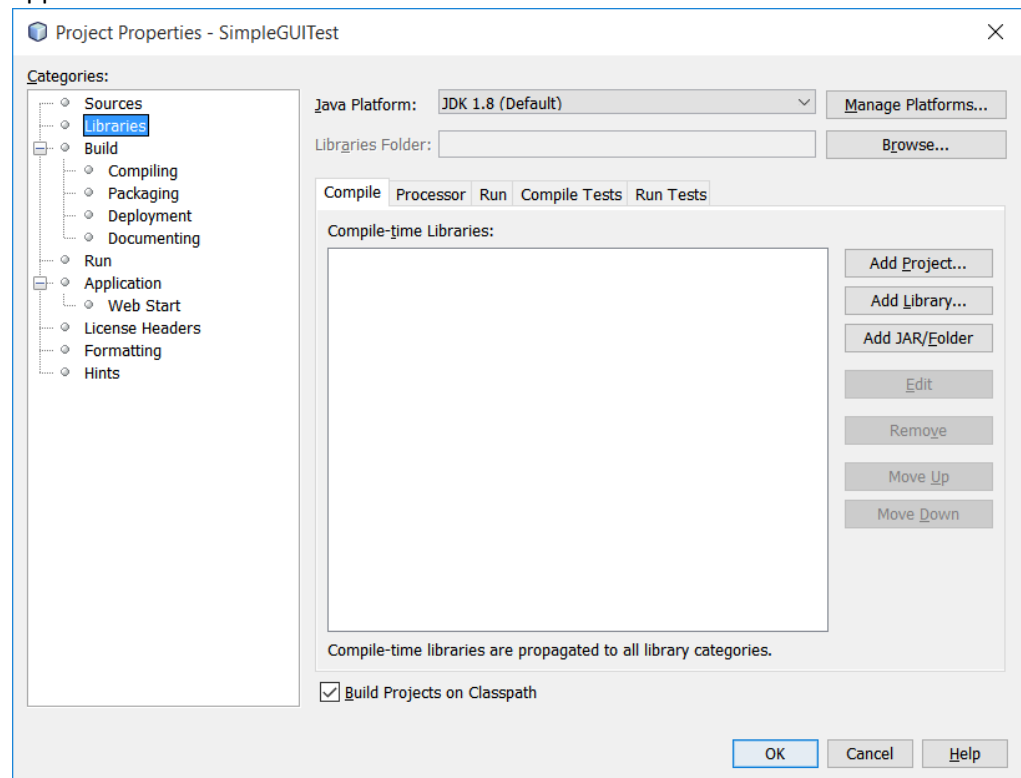 Project Properties - SimpleGUITest
Categories:
Sources
Libraries
Build
Compiling
Packaging
Deployment
Documenting
Run
Application
Web Start
License Headers
Formatting
Hints
Java Platform: JDK 1.8 (Default) Manage Platforms...
Libraries Folder: Browse...
Compile Processor Run Compile Tests Run Tests
Compile-time Libraries:
Add Project...
Add Library...
Add JAR/Folder
Edit
Remove
Move Up
Move Down
Compile-time libraries are propagated to all library categories.
Build Projects on Classpath
OK Cancel Help